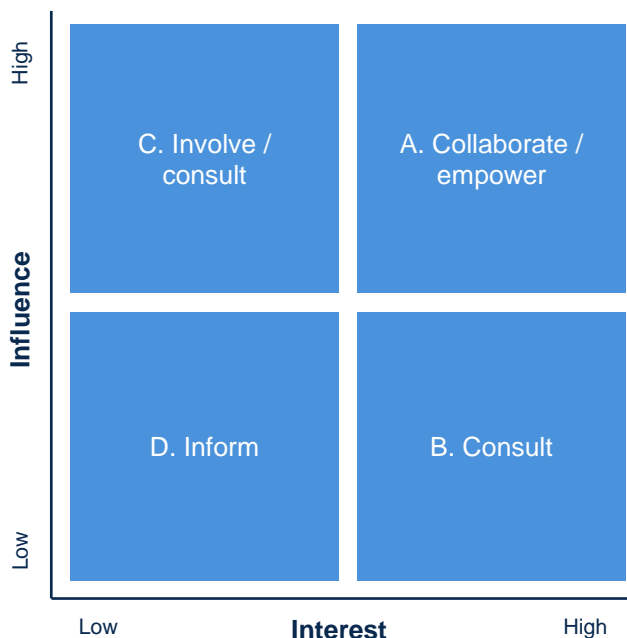 High
C. Involve /
consult
A. Collaborate /
empower
Influence
D. Inform
B. Consult
Low
Low
Interest
High